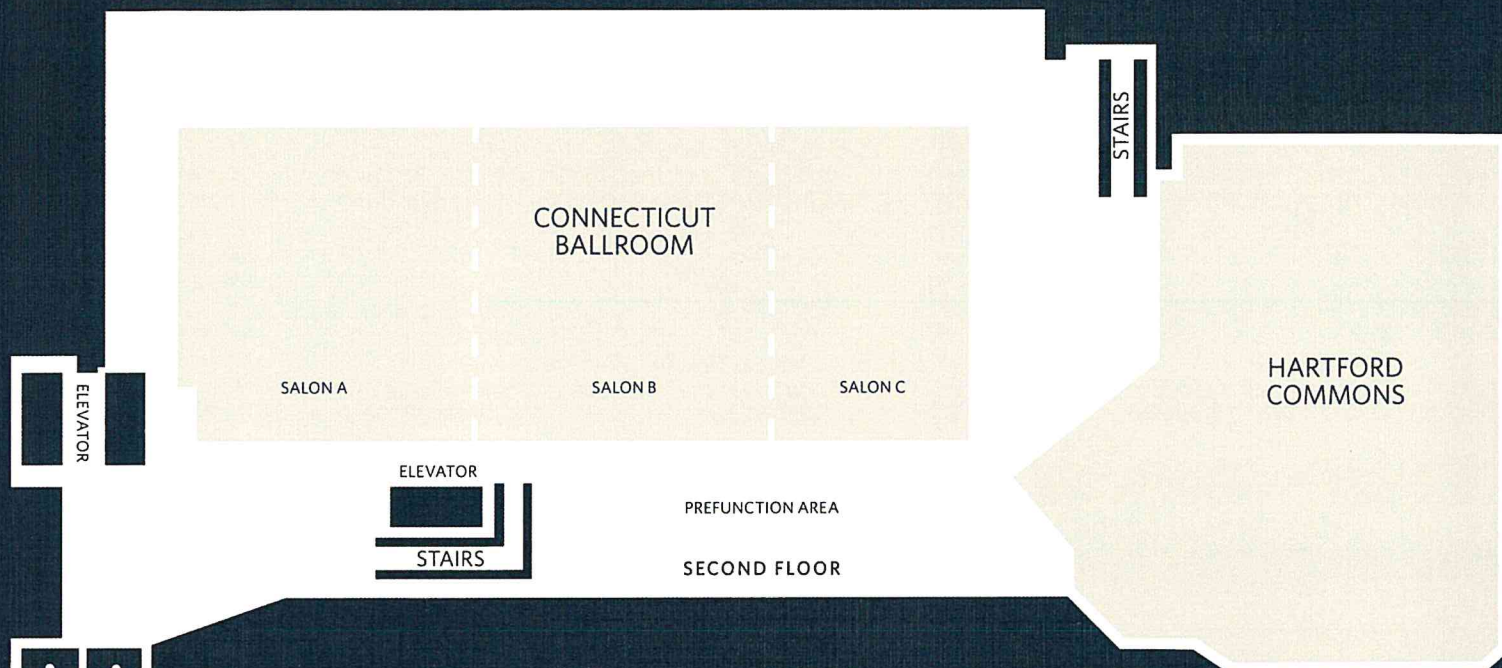 STAIRS
CONNECTICUT
BALLROOM
HARTFORD
COMMONS
SALON A
SALON B
SALON C
ELEVATOR
ELEVATOR
PREFUNCTION AREA
STAIRS
SECOND FLOOR